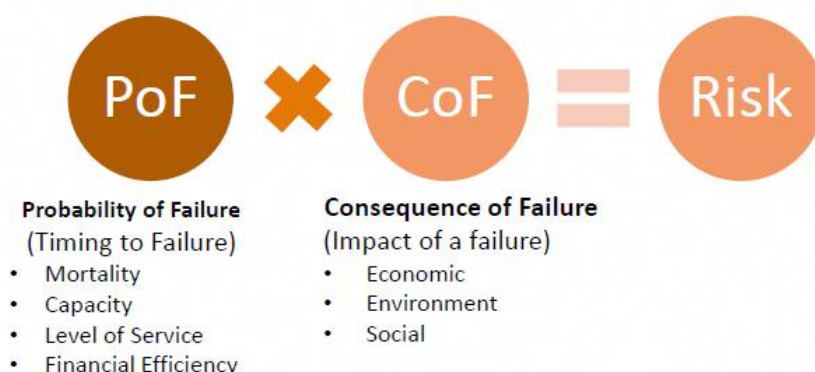 PoF × CoF = Risk
Probability of Failure
(Timing to Failure)
• Mortality
• Capacity
• Level of Service
• Financial Efficiency
Consequence of Failure
(Impact of a failure)
• Economic
• Environment
• Social